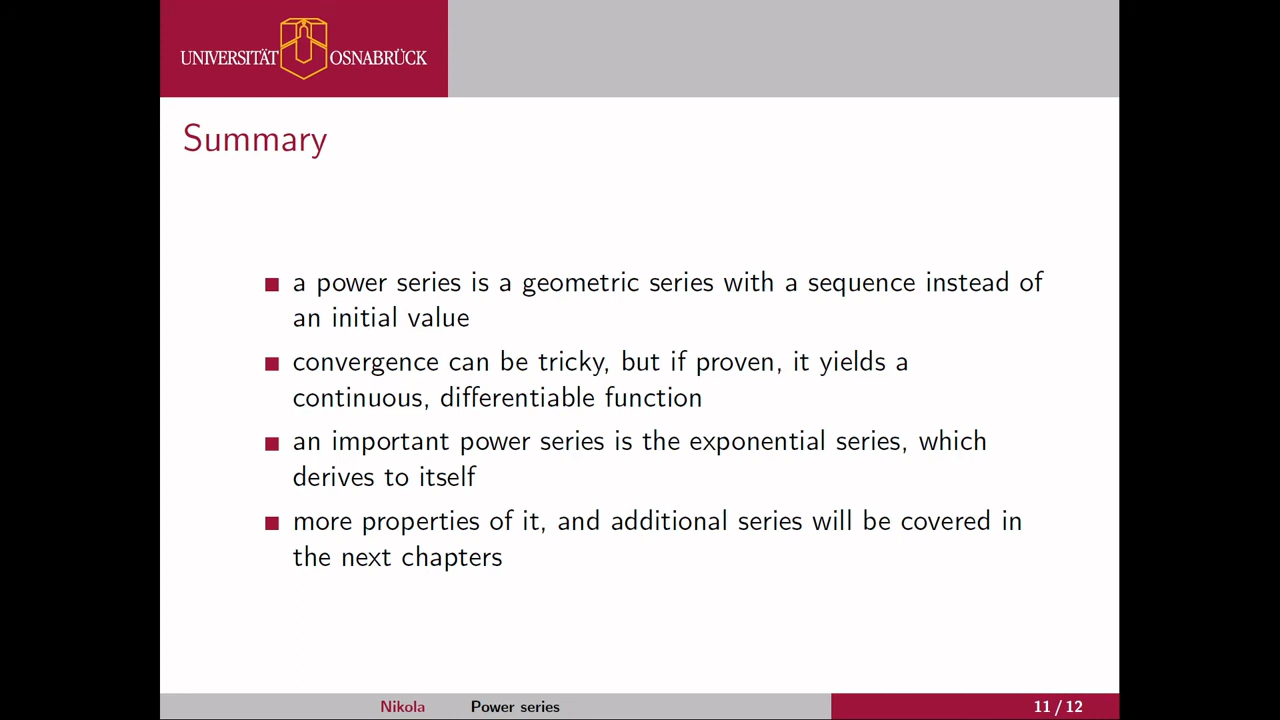 UNIVERSITÄT OSNABRÜCK
Summary
a power series is a geometric series with a sequence instead of
an initial value
convergence can be tricky, but if proven, it yields a
continuous, differentiable function
an important power series is the exponential series, which
derives to itself
more properties of it, and additional series will be covered in
the next chapters
Nikola Power series 11 / 12